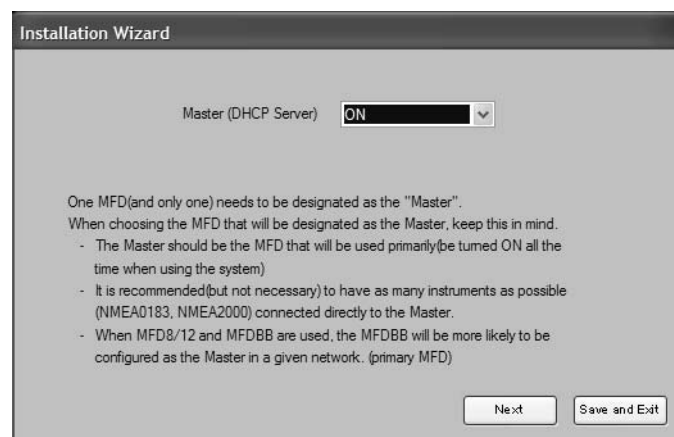 Installation Wizard
Master (DHCP Server) ON
One MFD(and only one) needs to be designated as the "Master".
When choosing the MFD that will be designated as the Master, keep this in mind.
- The Master should be the MFD that will be used primarily(be turned ON all the
time when using the system)
- It is recommended(but not necessary) to have as many instruments as possible
(NMEA0183, NMEA2000) connected directly to the Master.
- When MFD8/12 and MFDBB are used, the MFDBB will be more likely to be
configured as the Master in a given network. (primary MFD)
Next Save and Exit